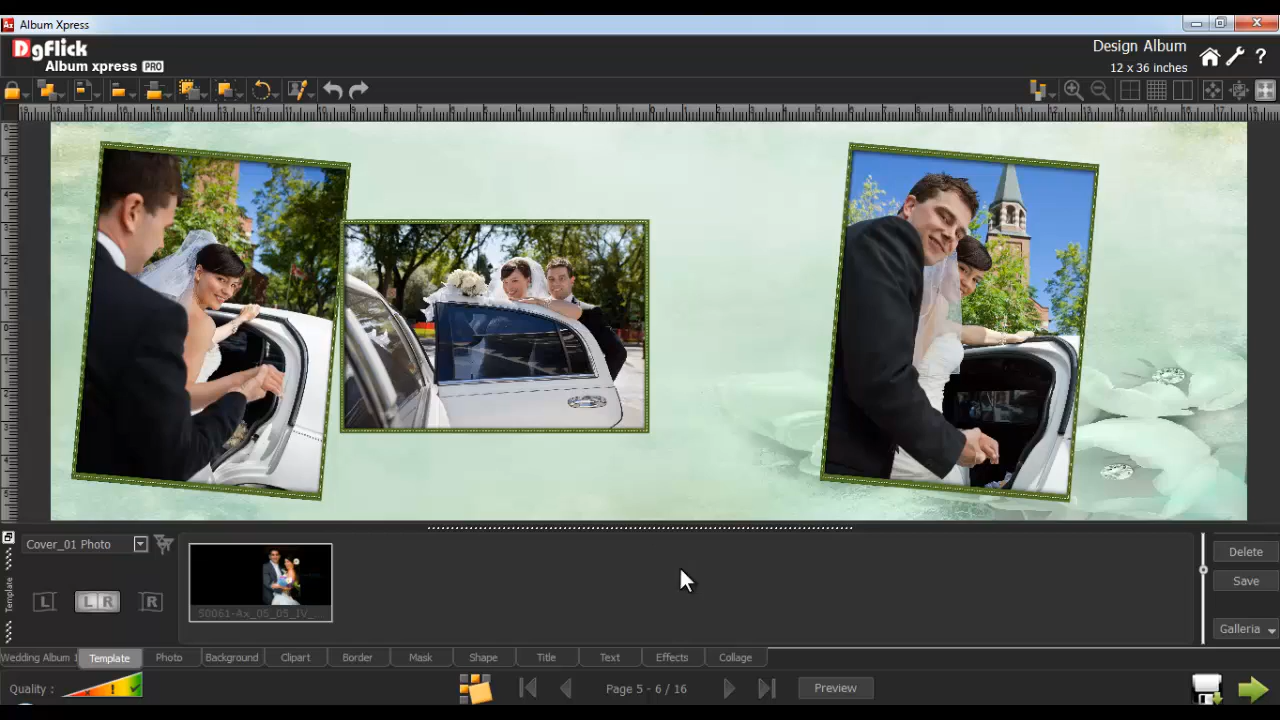 Album Xpress
DgFlick
Album xpress PRO
Design Album
12 x 36 inches
Cover_01 Photo
L
L R
R
Template
Delete
Save
Galleria
Wedding Album 1
Template
Photo
Background
Clipart
Border
Mask
Shape
Title
Text
Effects
Collage
Quality :
Page 5 - 6 / 16
Preview